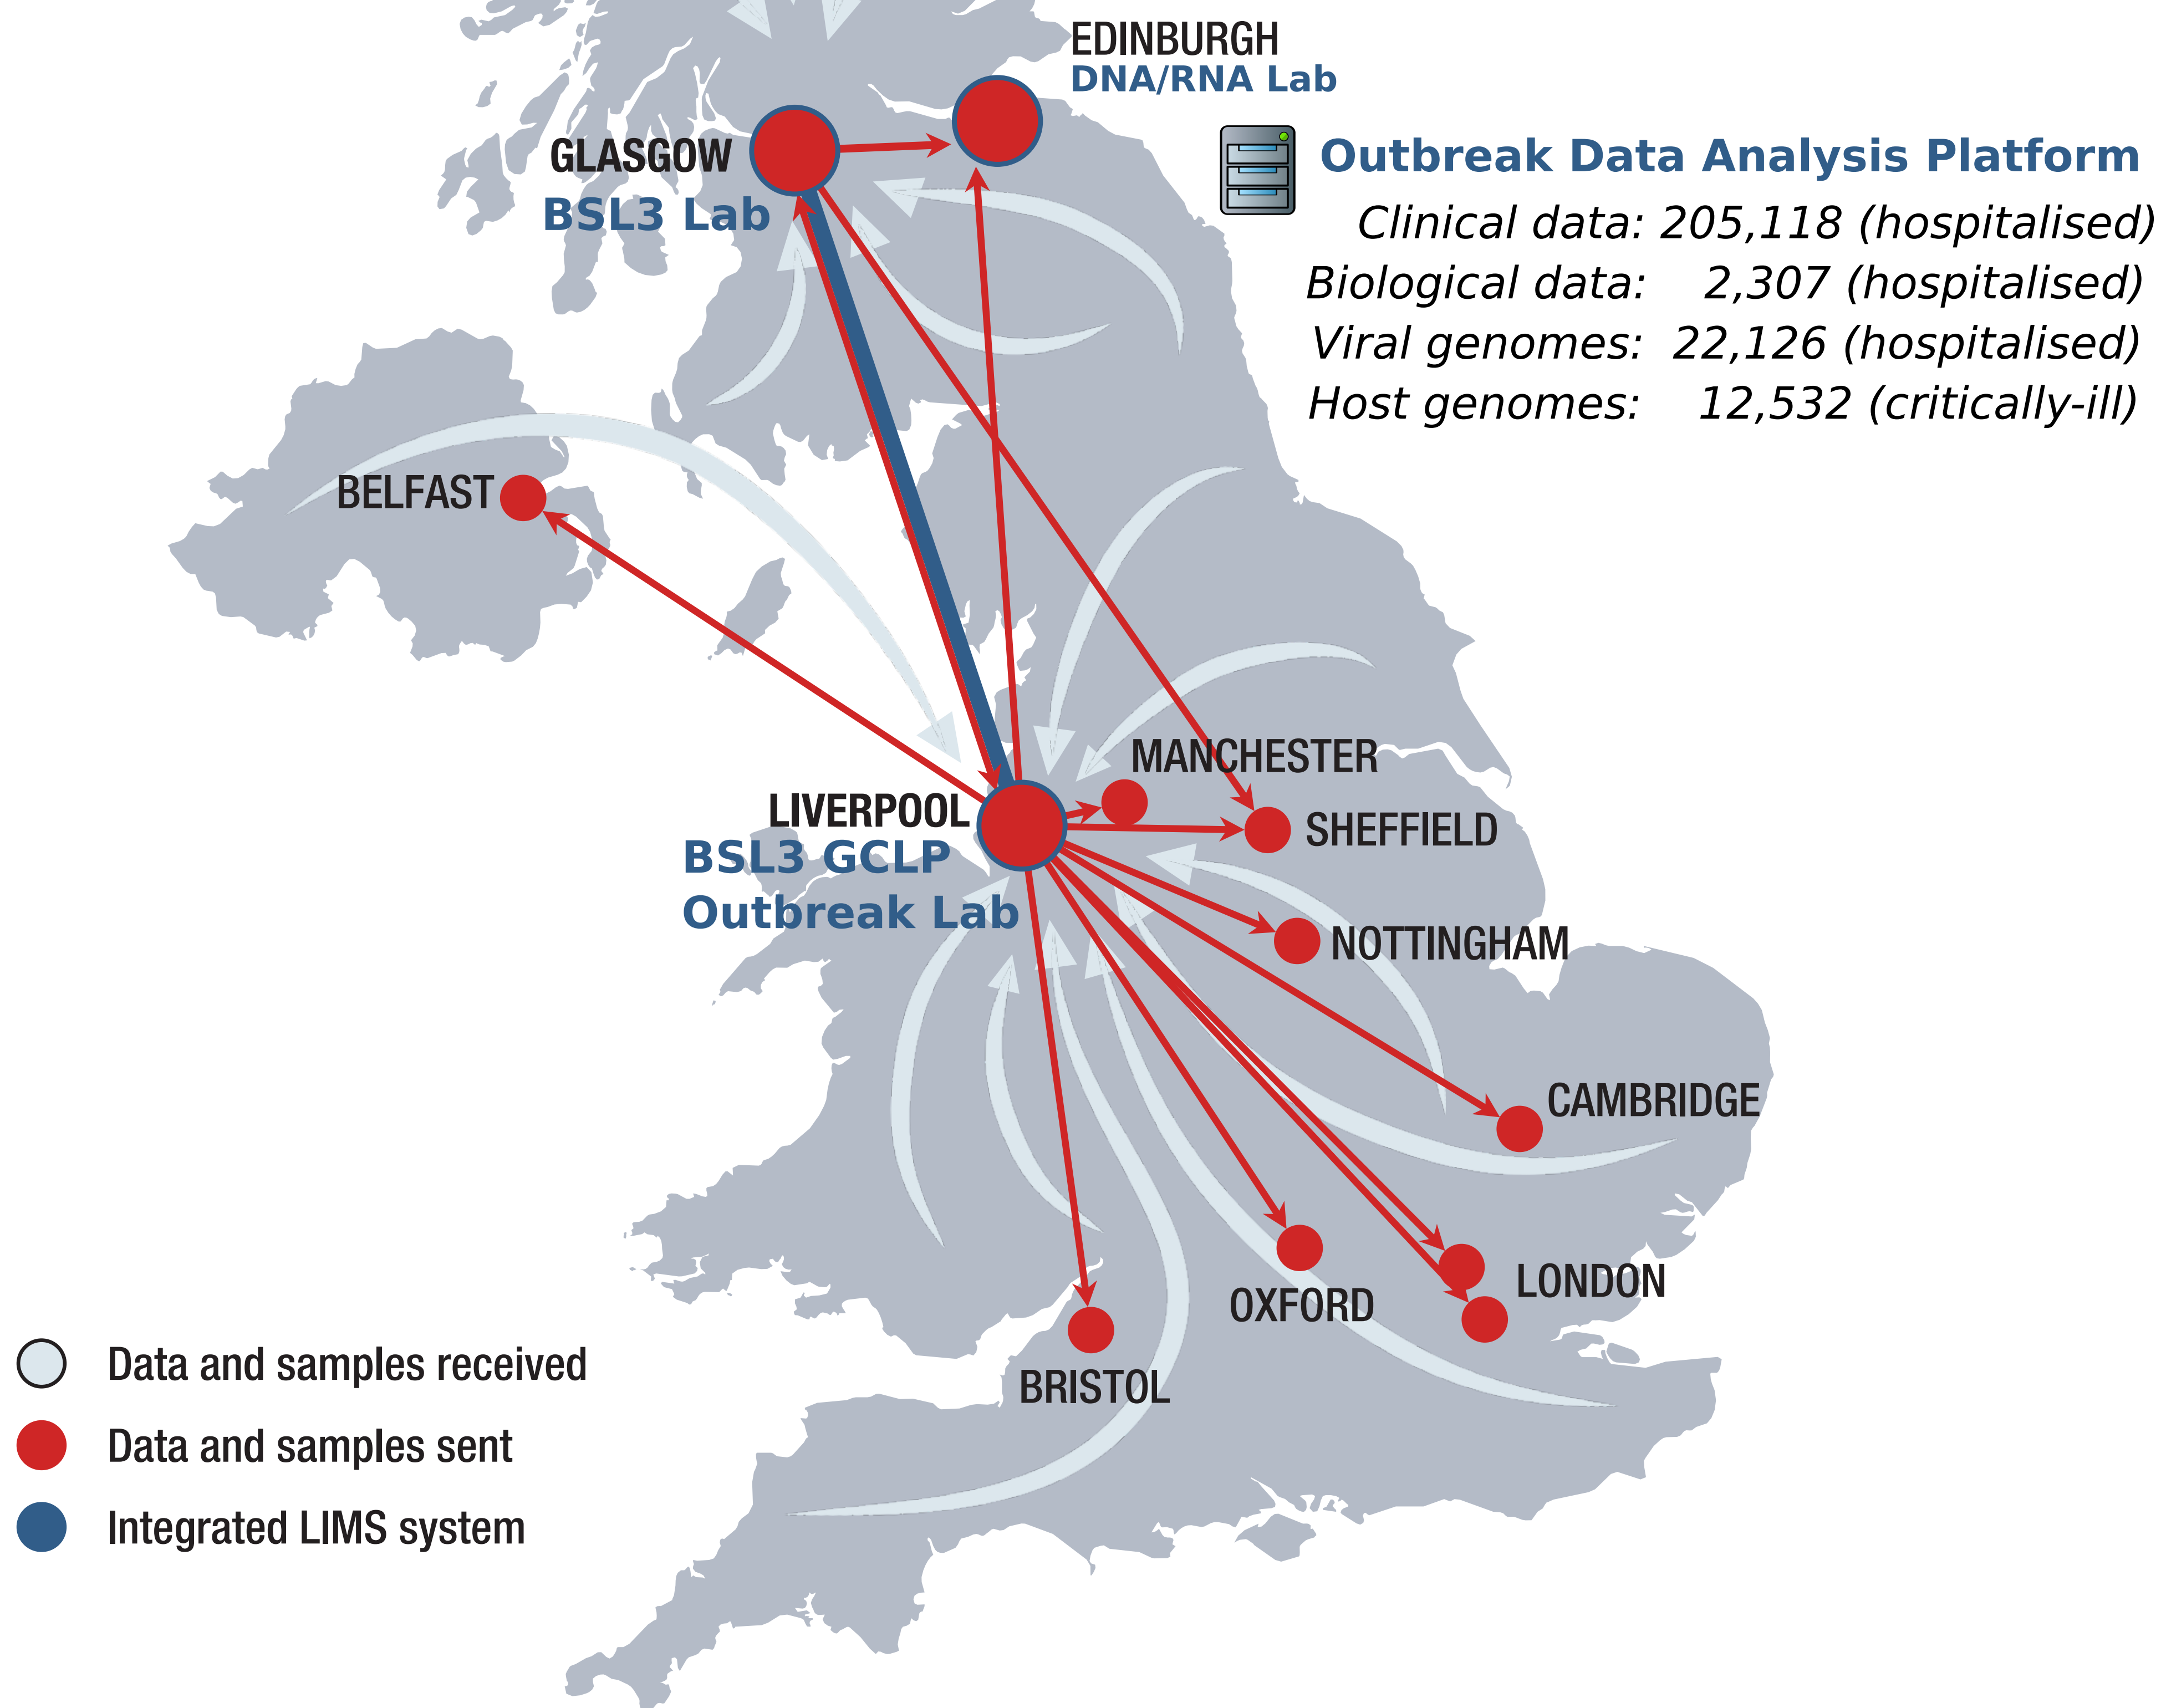 EDINBURGH
DNA/RNA Lab
GLASGOW
BSL3 Lab
Outbreak Data Analysis Platform
Clinical data: 205,118 (hospitalised)
Biological data: 2,307 (hospitalised)
Viral genomes: 22,126 (hospitalised)
Host genomes: 12,532 (critically-ill)
BELFAST
MANCHESTER
LIVERPOOL
BSL3 GCLP
Outbreak Lab
SHEFFIELD
NOTTINGHAM
CAMBRIDGE
LONDON
OXFORD
BRISTOL
Data and samples received
Data and samples sent
Integrated LIMS system